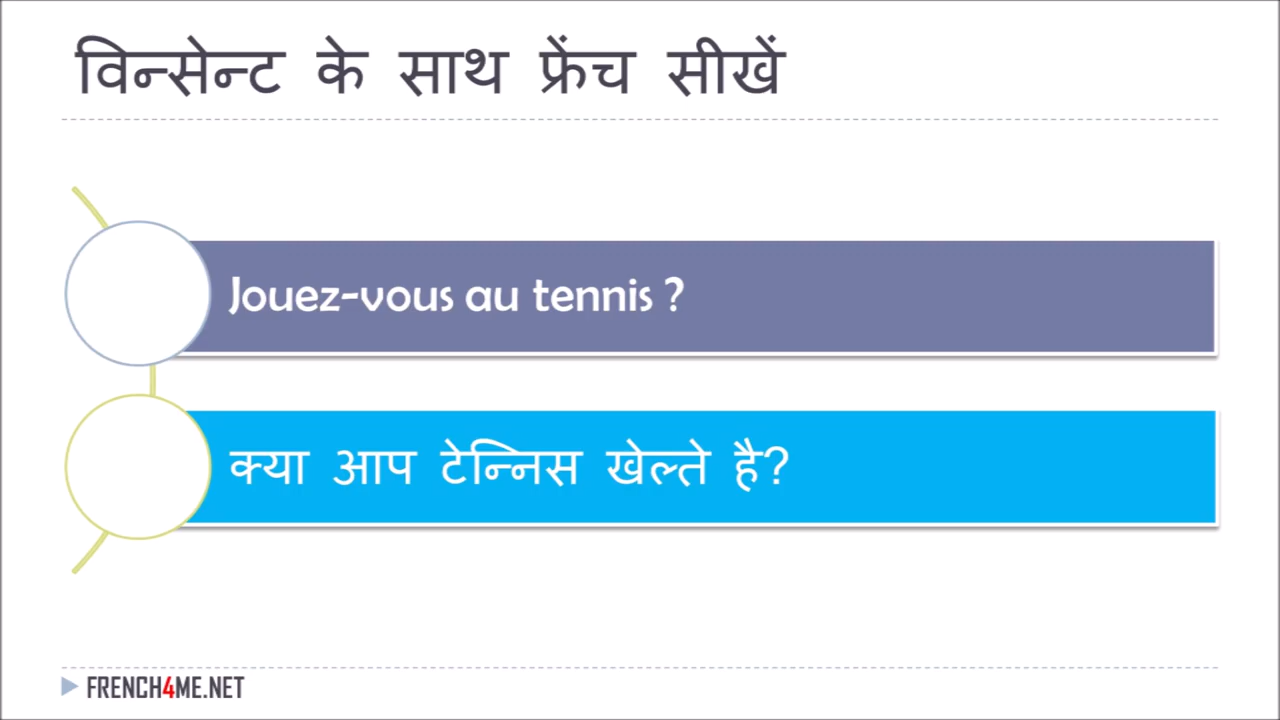 विन्सेन्ट के साथ फ्रेंच सीखें
Jouez-vous au tennis ?
क्या आप टेन्निस खेल्ते है?
FRENCH4ME.NET